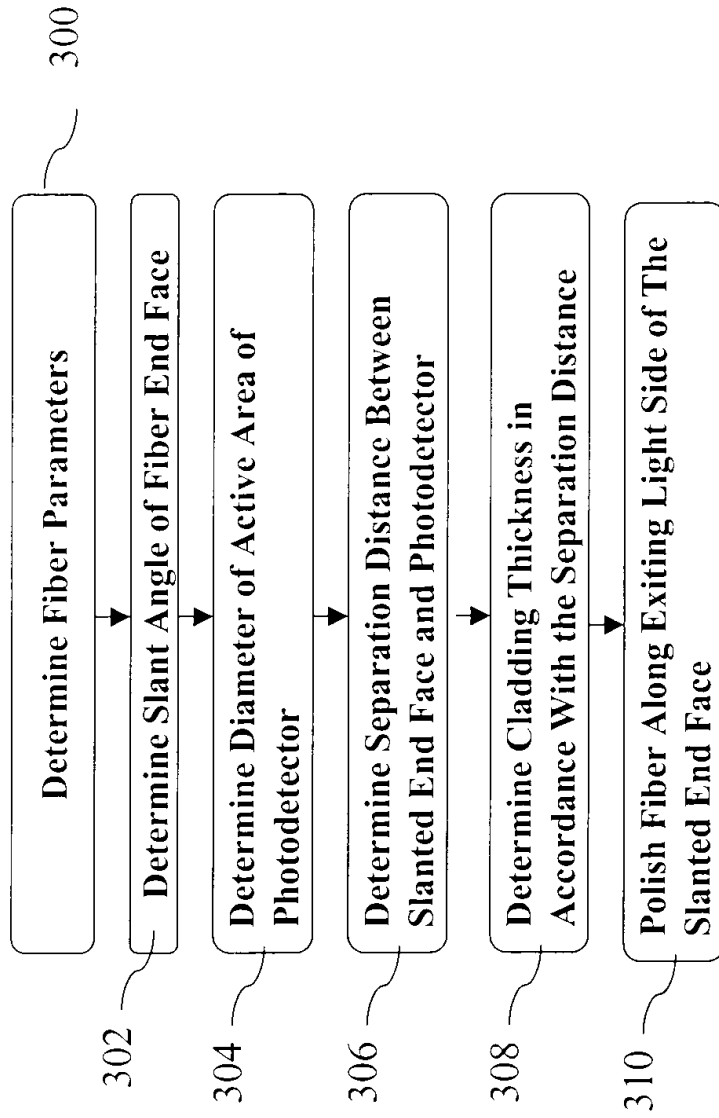 Determine Fiber Parameters
300
302
Determine Slant Angle of Fiber End Face
304
Determine Diameter of Active Area of
Photodetector
306
Determine Separation Distance Between
Slanted End Face and Photodetector
308
Determine Cladding Thickness in
Accordance With the Separation Distance
310
Polish Fiber Along Exiting Light Side of The
Slanted End Face